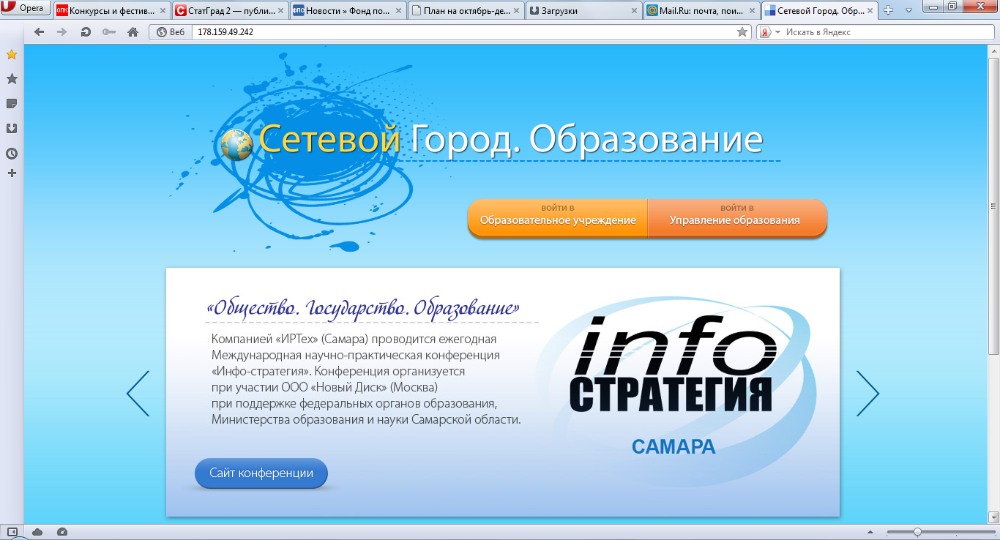 Opera
ОПК Конкурсы и фестив...
С СтатГрад 2 — публи...
ФПО Новости » Фонд по...
План на октябрь-де...
Загрузки
Mail.Ru: почта, пои...
Сетевой Город. Обр...
Веб
178.159.49.242
Я
Искать в Яндекс
Сетевой Город. Образование
ВОЙТИ В
Образовательное учреждение
ВОЙТИ В
Управление образования
«Общество. Государство. Образование»
Компанией «ИРТех» (Самара) проводится ежегодная
Международная научно-практическая конференция
«Инфо-стратегия». Конференция организуется
при участии ООО «Новый Диск» (Москва)
при поддержке федеральных органов образования,
Министерства образования и науки Самарской области.
Сайт конференции
info
СТРАТЕГИЯ
САМАРА